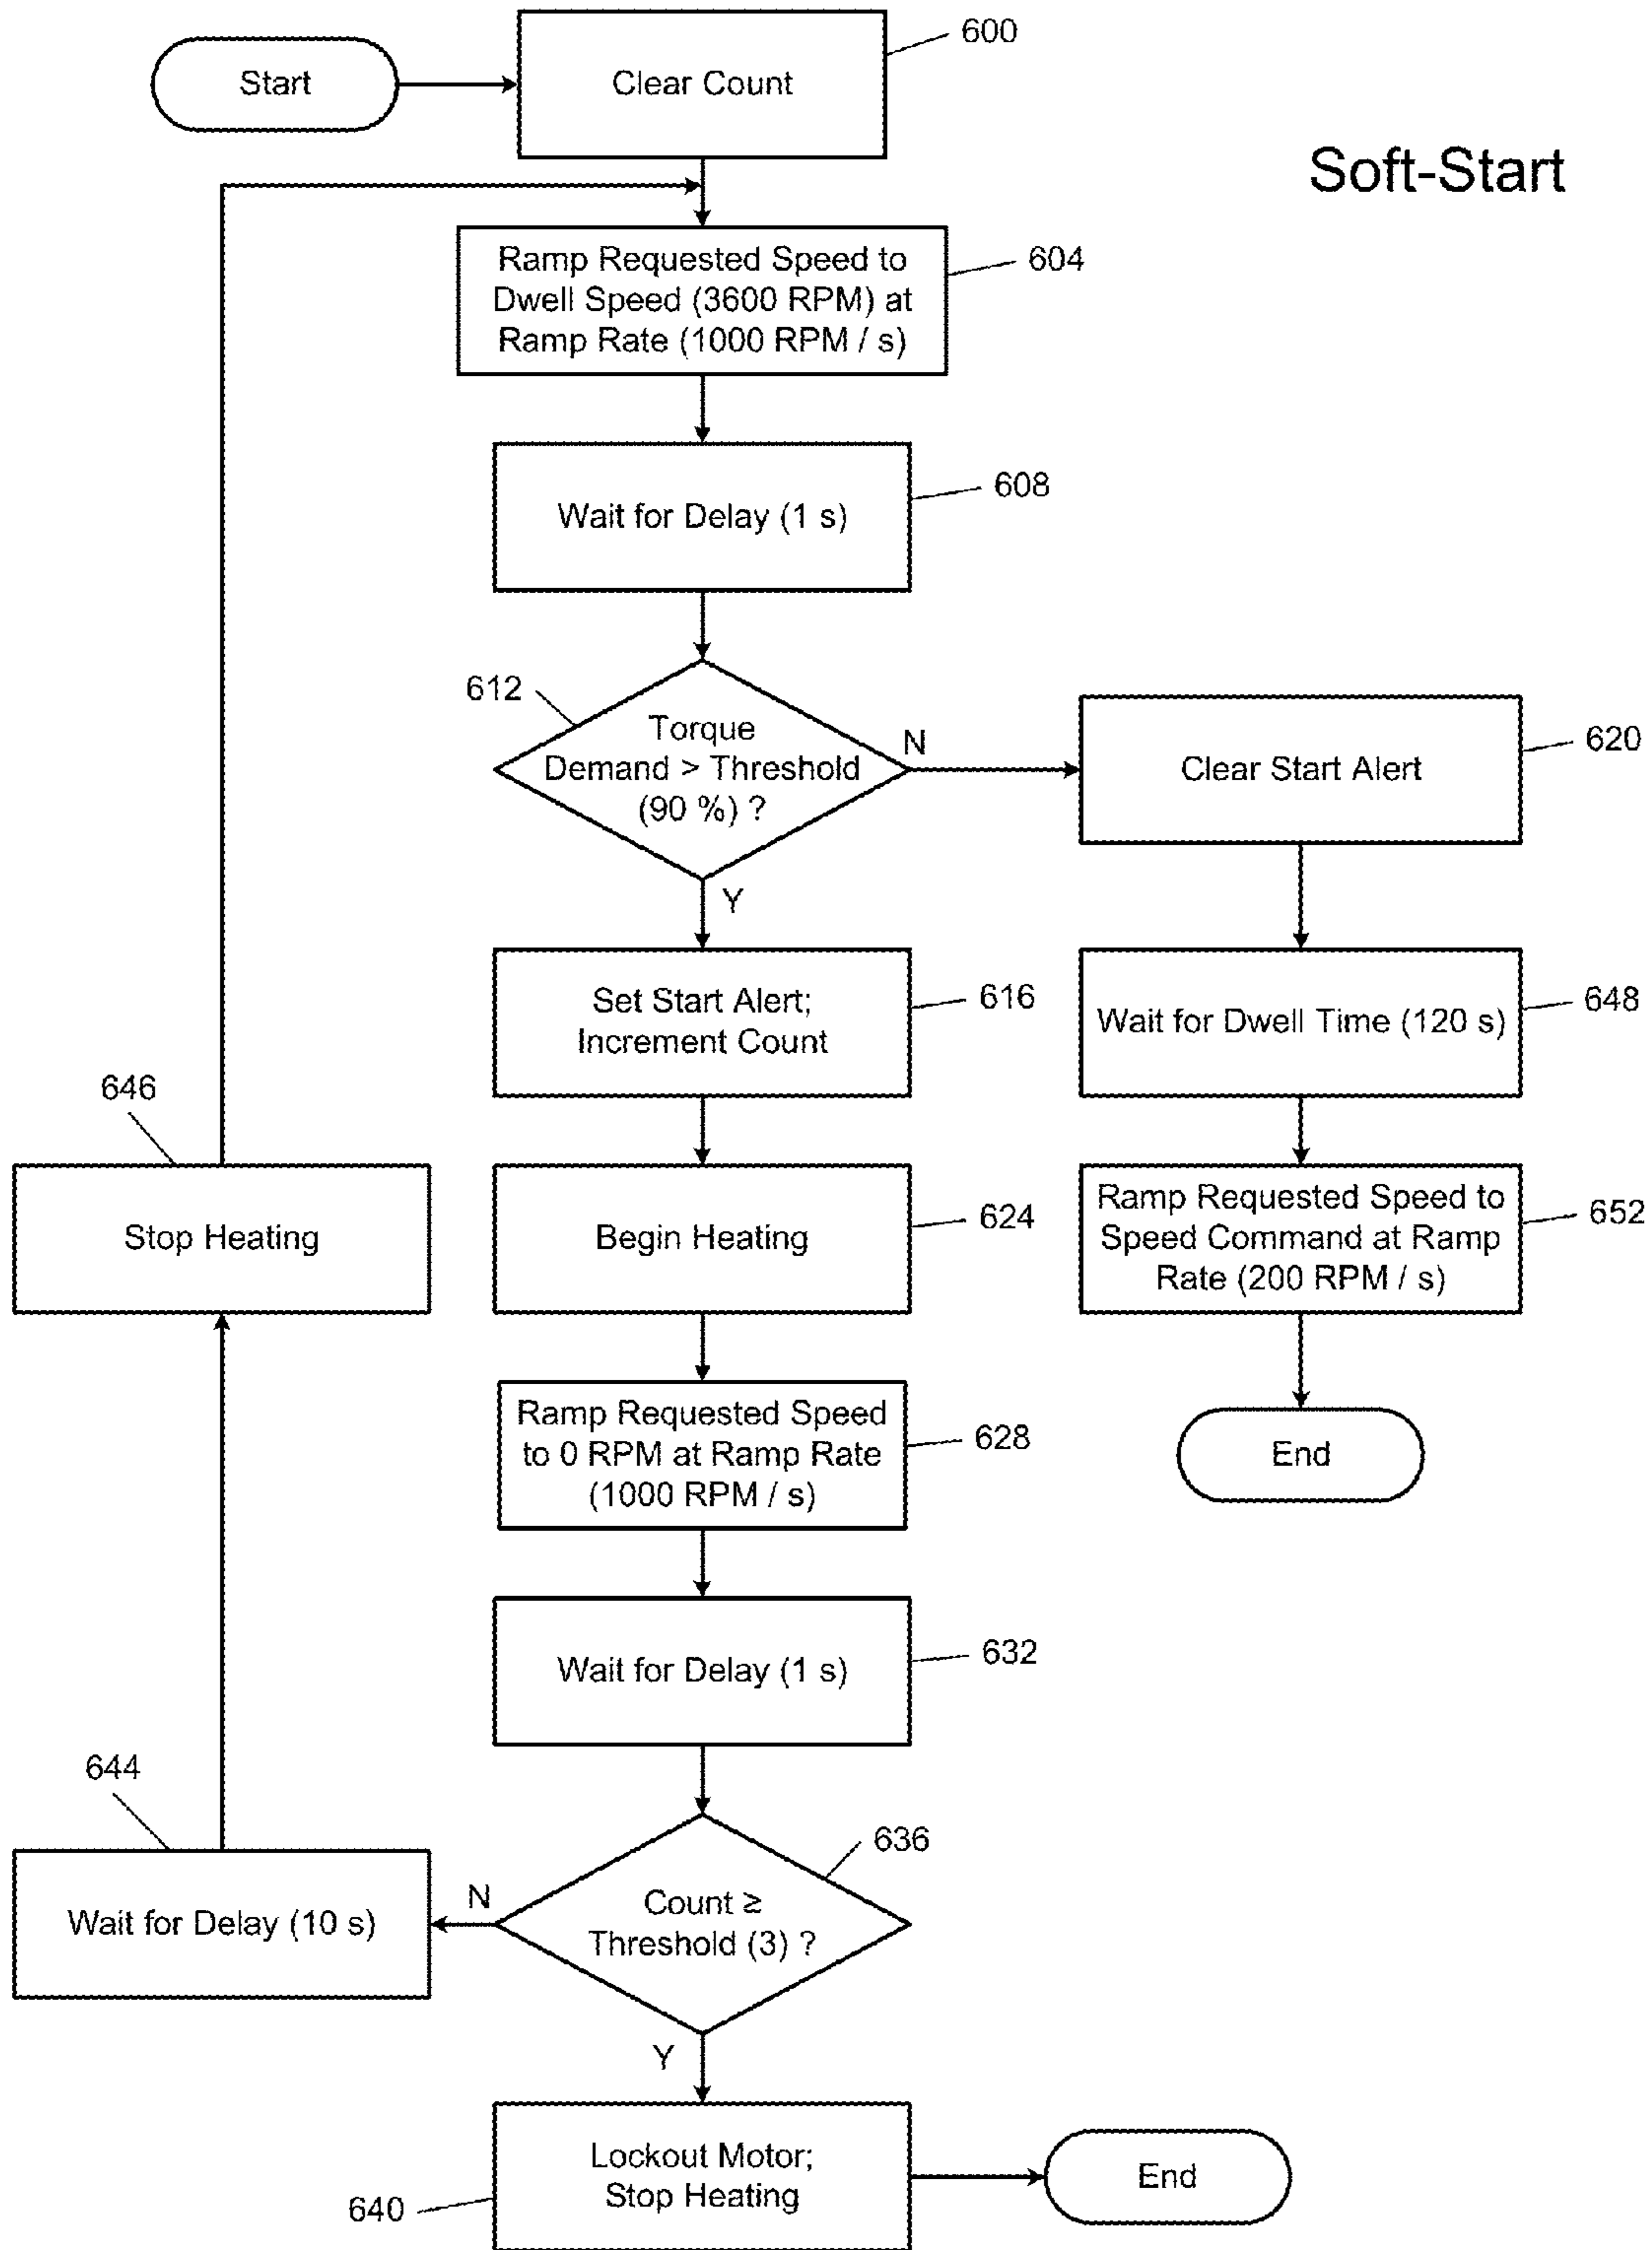 Start
Clear Count
600
Soft-Start
Ramp Requested Speed to
Dwell Speed (3600 RPM) at
Ramp Rate (1000 RPM / s)
604
Wait for Delay (1 s)
608
612
Torque
Demand > Threshold
(90 %) ?
N
Y
Clear Start Alert
620
Set Start Alert;
Increment Count
616
Wait for Dwell Time (120 s)
648
646
Stop Heating
Begin Heating
624
Ramp Requested Speed to
Speed Command at Ramp
Rate (200 RPM / s)
652
Ramp Requested Speed
to 0 RPM at Ramp Rate
(1000 RPM / s)
628
End
Wait for Delay (1 s)
632
644
Wait for Delay (10 s)
N
Count ≥
Threshold (3) ?
636
Y
Lockout Motor;
Stop Heating
640
End